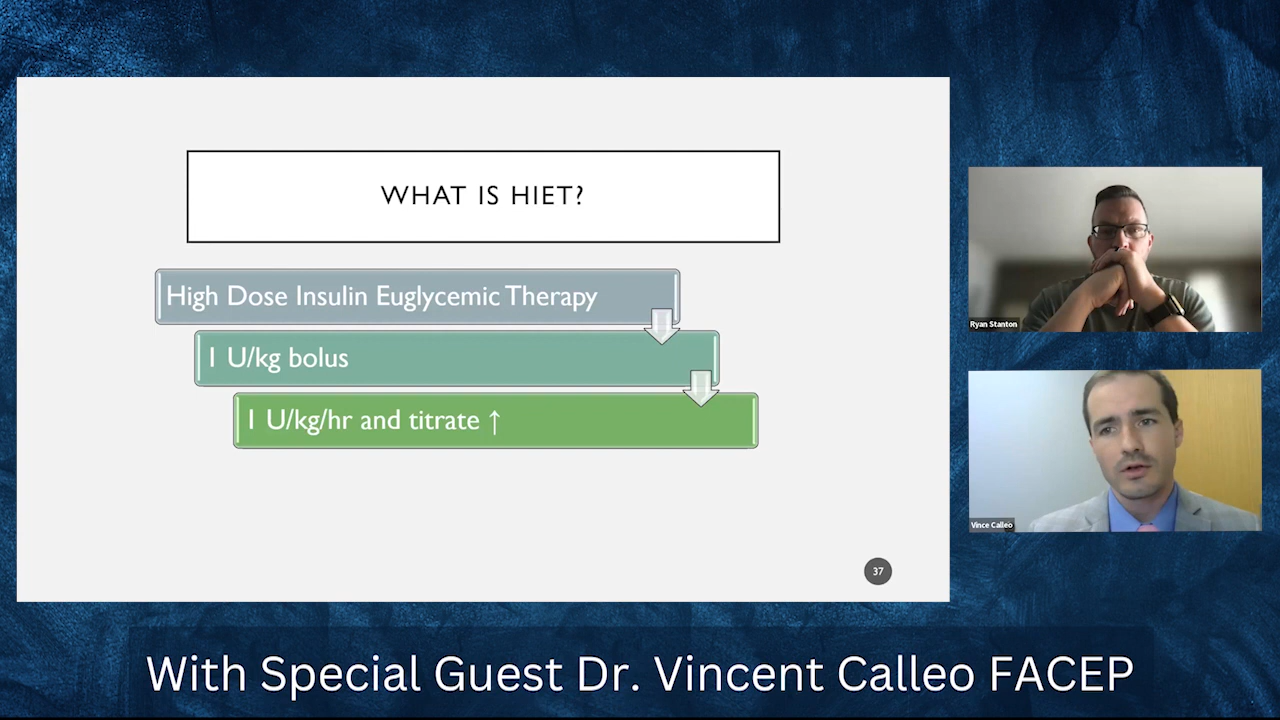 WHAT IS HIET?
High Dose Insulin Euglycemic Therapy
1 U/kg bolus
1 U/kg/hr and titrate ↑
37
Ryan Stanton
Vince Calleo
With Special Guest Dr. Vincent Calleo FACEP